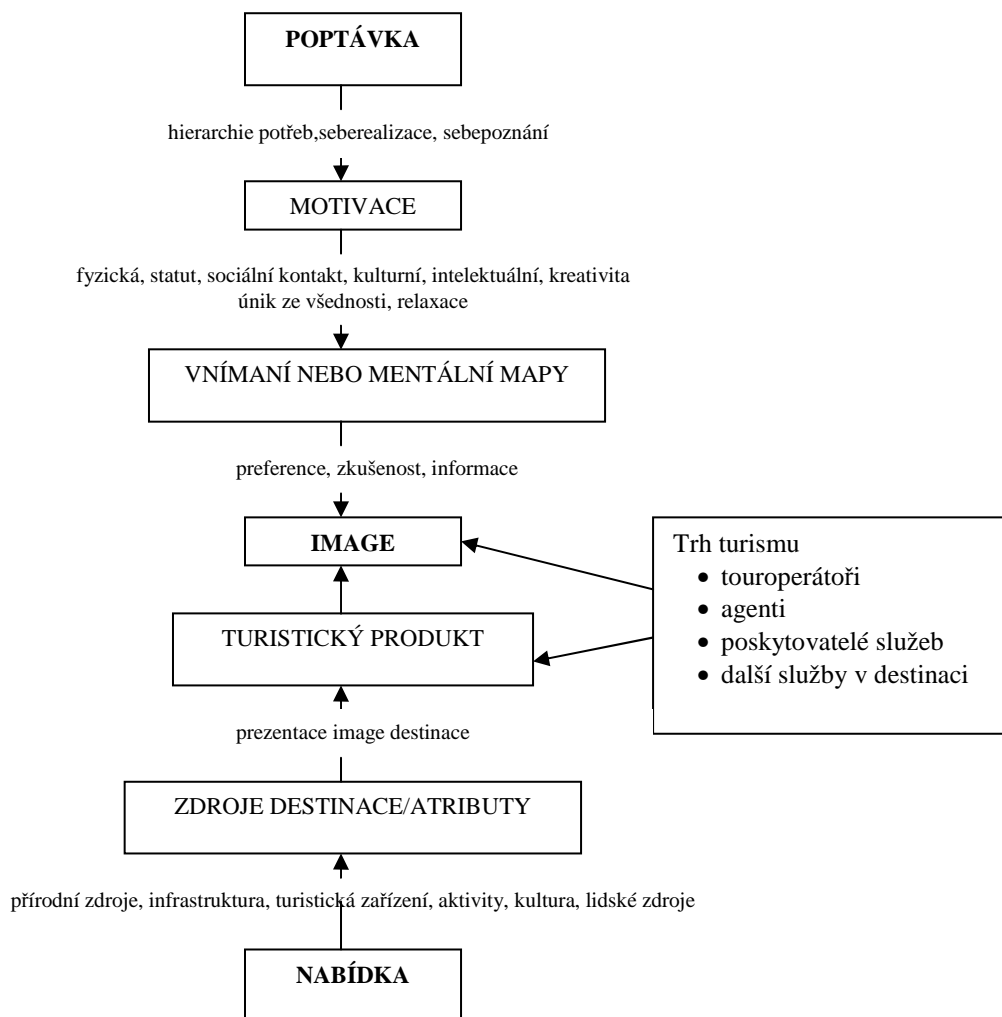 POPTÁVKA
hierarchie potřeb,seberealizace, sebepoznání
MOTIVACE
fyzická, statut, sociální kontakt, kulturní, intelektuální, kreativita
únik ze všednosti, relaxace
VNÍMANÍ NEBO MENTÁLNÍ MAPY
preference, zkušenost, informace
IMAGE
Trh turismu
• touroperátoři
• agenti
• poskytovatelé služeb
• další služby v destinaci
TURISTICKÝ PRODUKT
prezentace image destinace
ZDROJE DESTINACE/ATRIBUTY
přírodní zdroje, infrastruktura, turistická zařízení, aktivity, kultura, lidské zdroje
NABÍDKA